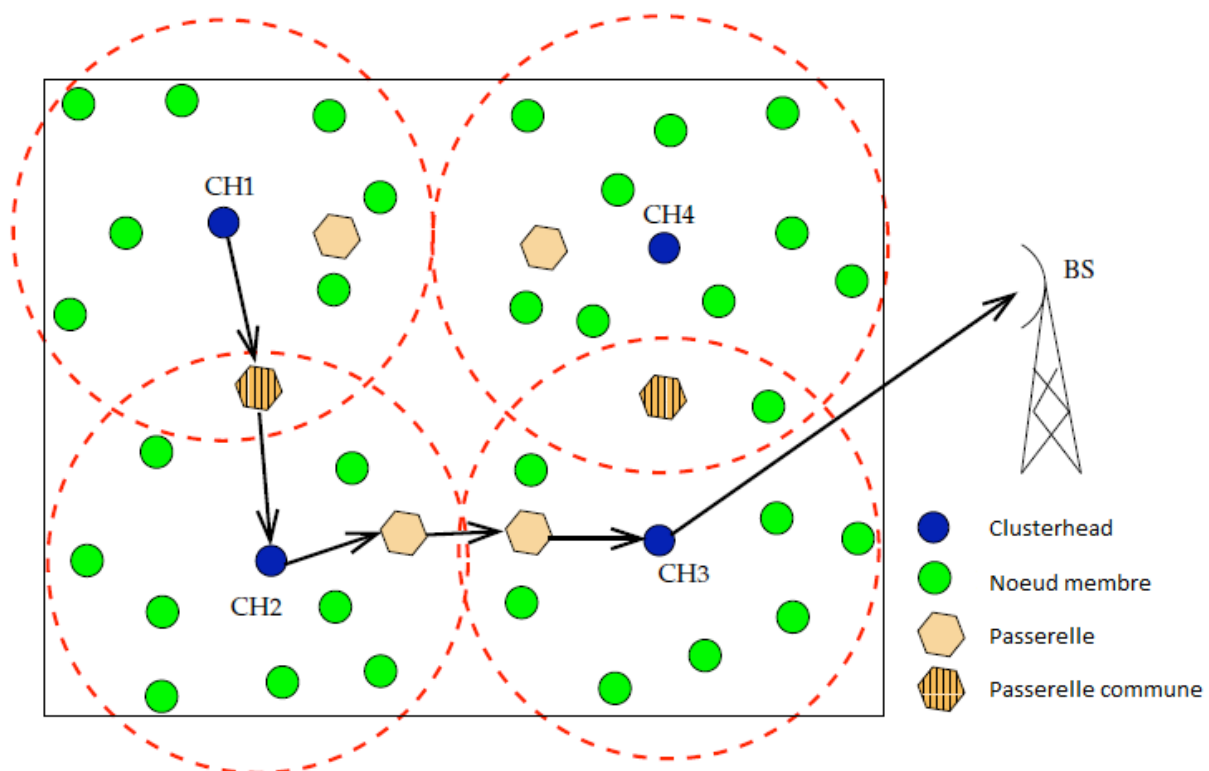 CH1
CH4
BS
CH2
CH3
Clusterhead
Noeud membre
Passerelle
Passerelle commune